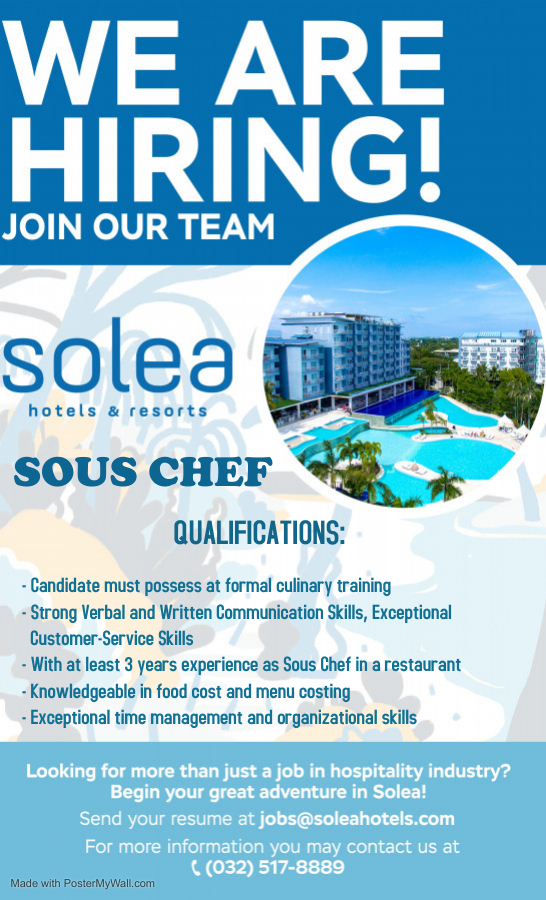 WE ARE
HIRING!
JOIN OUR TEAM
solea
hotels & resorts
SOUS CHEF
QUALIFICATIONS:
- Candidate must possess at formal culinary training
- Strong Verbal and Written Communication Skills, Exceptional
Customer-Service Skills
- With at least 3 years experience as Sous Chef in a restaurant
- Knowledgeable in food cost and menu costing
- Exceptional time management and organizational skills
Looking for more than just a job in hospitality industry?
Begin your great adventure in Solea!
Send your resume at jobs@soleahotels.com
For more information you may contact us at
(032) 517-8889
Made with PosterMyWall.com